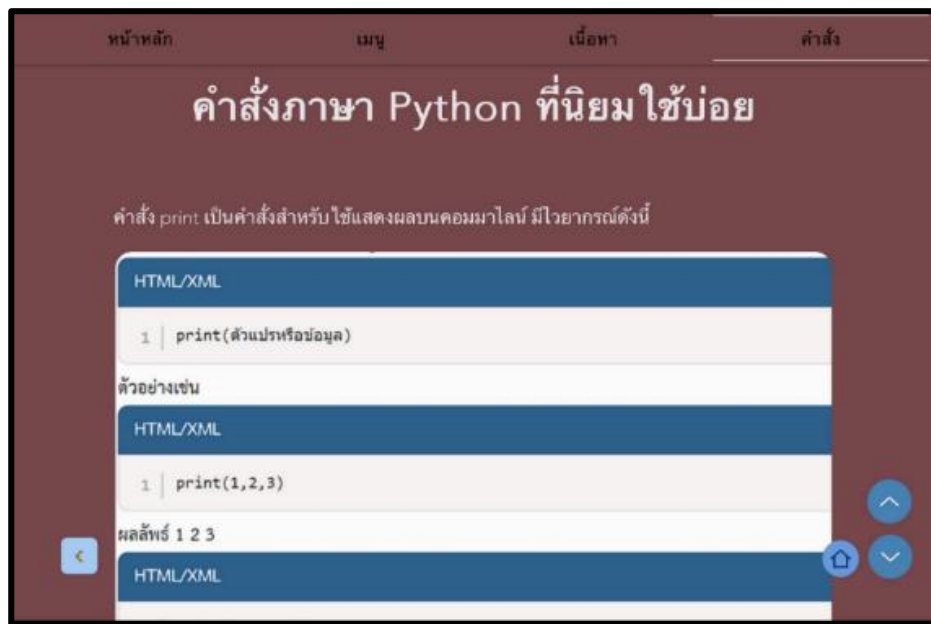 หน้าหลัก เมนู เนื้อหา คำสั่ง
คำสั่งภาษา Python ที่นิยมใช้บ่อย
คำสั่ง print เป็นคำสั่งสำหรับใช้แสดงผลบนคอมมาไลน์ มีไวยากรณ์ดังนี้
HTML/XML
1 print(ตัวแปรหรือข้อมูล)
ตัวอย่างเช่น
HTML/XML
1 print(1,2,3)
ผลลัพธ์ 1 2 3
HTML/XML